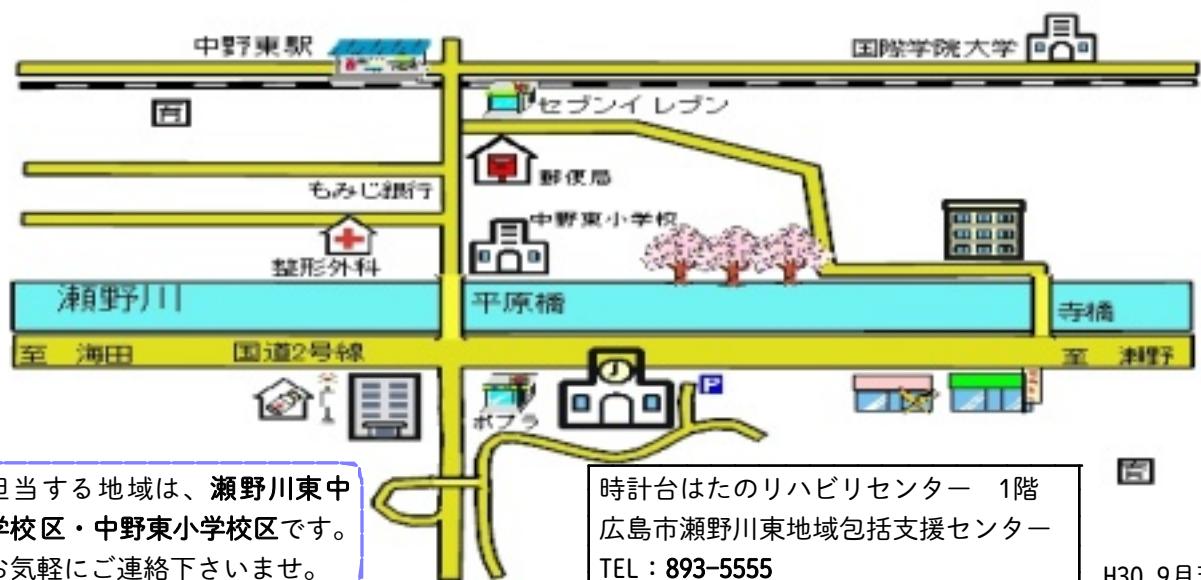 中野東駅
国際学院大学
セブンイレブン
郵便局
もみじ銀行
中野東小学校
整形外科
瀬野川
平原橋
寺橋
至 海田
国道2号線
至 瀬野
P
ポプラ
担当する地域は、瀬野川東中
学校区・中野東小学校区です。
お気軽にご連絡下さいませ。
時計台はたのリハビリセンター 1階
広島市瀬野川東地域包括支援センター
TEL:893-5555
H30.9月